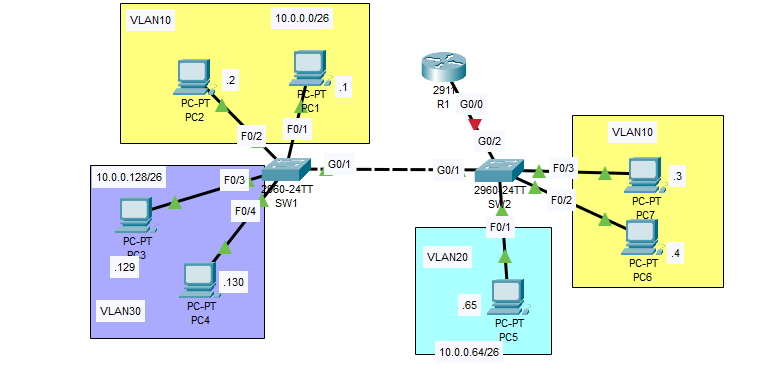 VLAN10
10.0.0.0/26
.2
.1
PC-PT
PC2
PC-PT
PC1
F0/2
F0/1
2911
R1
G0/0
G0/2
VLAN10
10.0.0.128/26
F0/3
F0/4
2960-24TT
SW1
G0/1
G0/1
2960-24TT
SW2
F0/3
F0/2
F0/1
.3
PC-PT
PC7
.4
PC-PT
PC6
PC-PT
PC3
.129
.130
PC-PT
PC4
VLAN30
VLAN20
.65
PC-PT
PC5
10.0.0.64/26